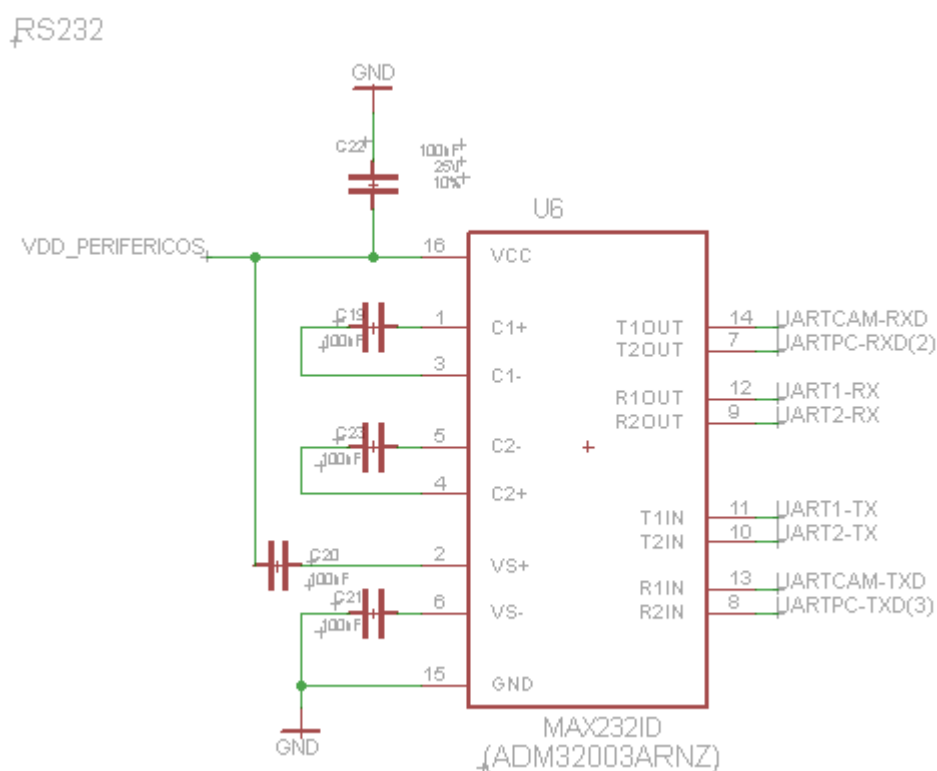 RS232
GND
C22
100nF
25V
10%
U6
VDD_PERIFERICOS
16
VCC
C19
100nF
1
C1+
3
C1-
C23
100nF
5
C2-
4
C2+
C20
100nF
2
VS+
C21
100nF
6
VS-
15
GND
GND
T1OUT
14
UARTCAM-RXD
T2OUT
7
UARTPC-RXD(2)
R1OUT
12
UART1-RX
R2OUT
9
UART2-RX
T1IN
11
UART1-TX
T2IN
10
UART2-TX
R1IN
13
UARTCAM-TXD
R2IN
8
UARTPC-TXD(3)
MAX232ID
(ADM32003ARNZ)